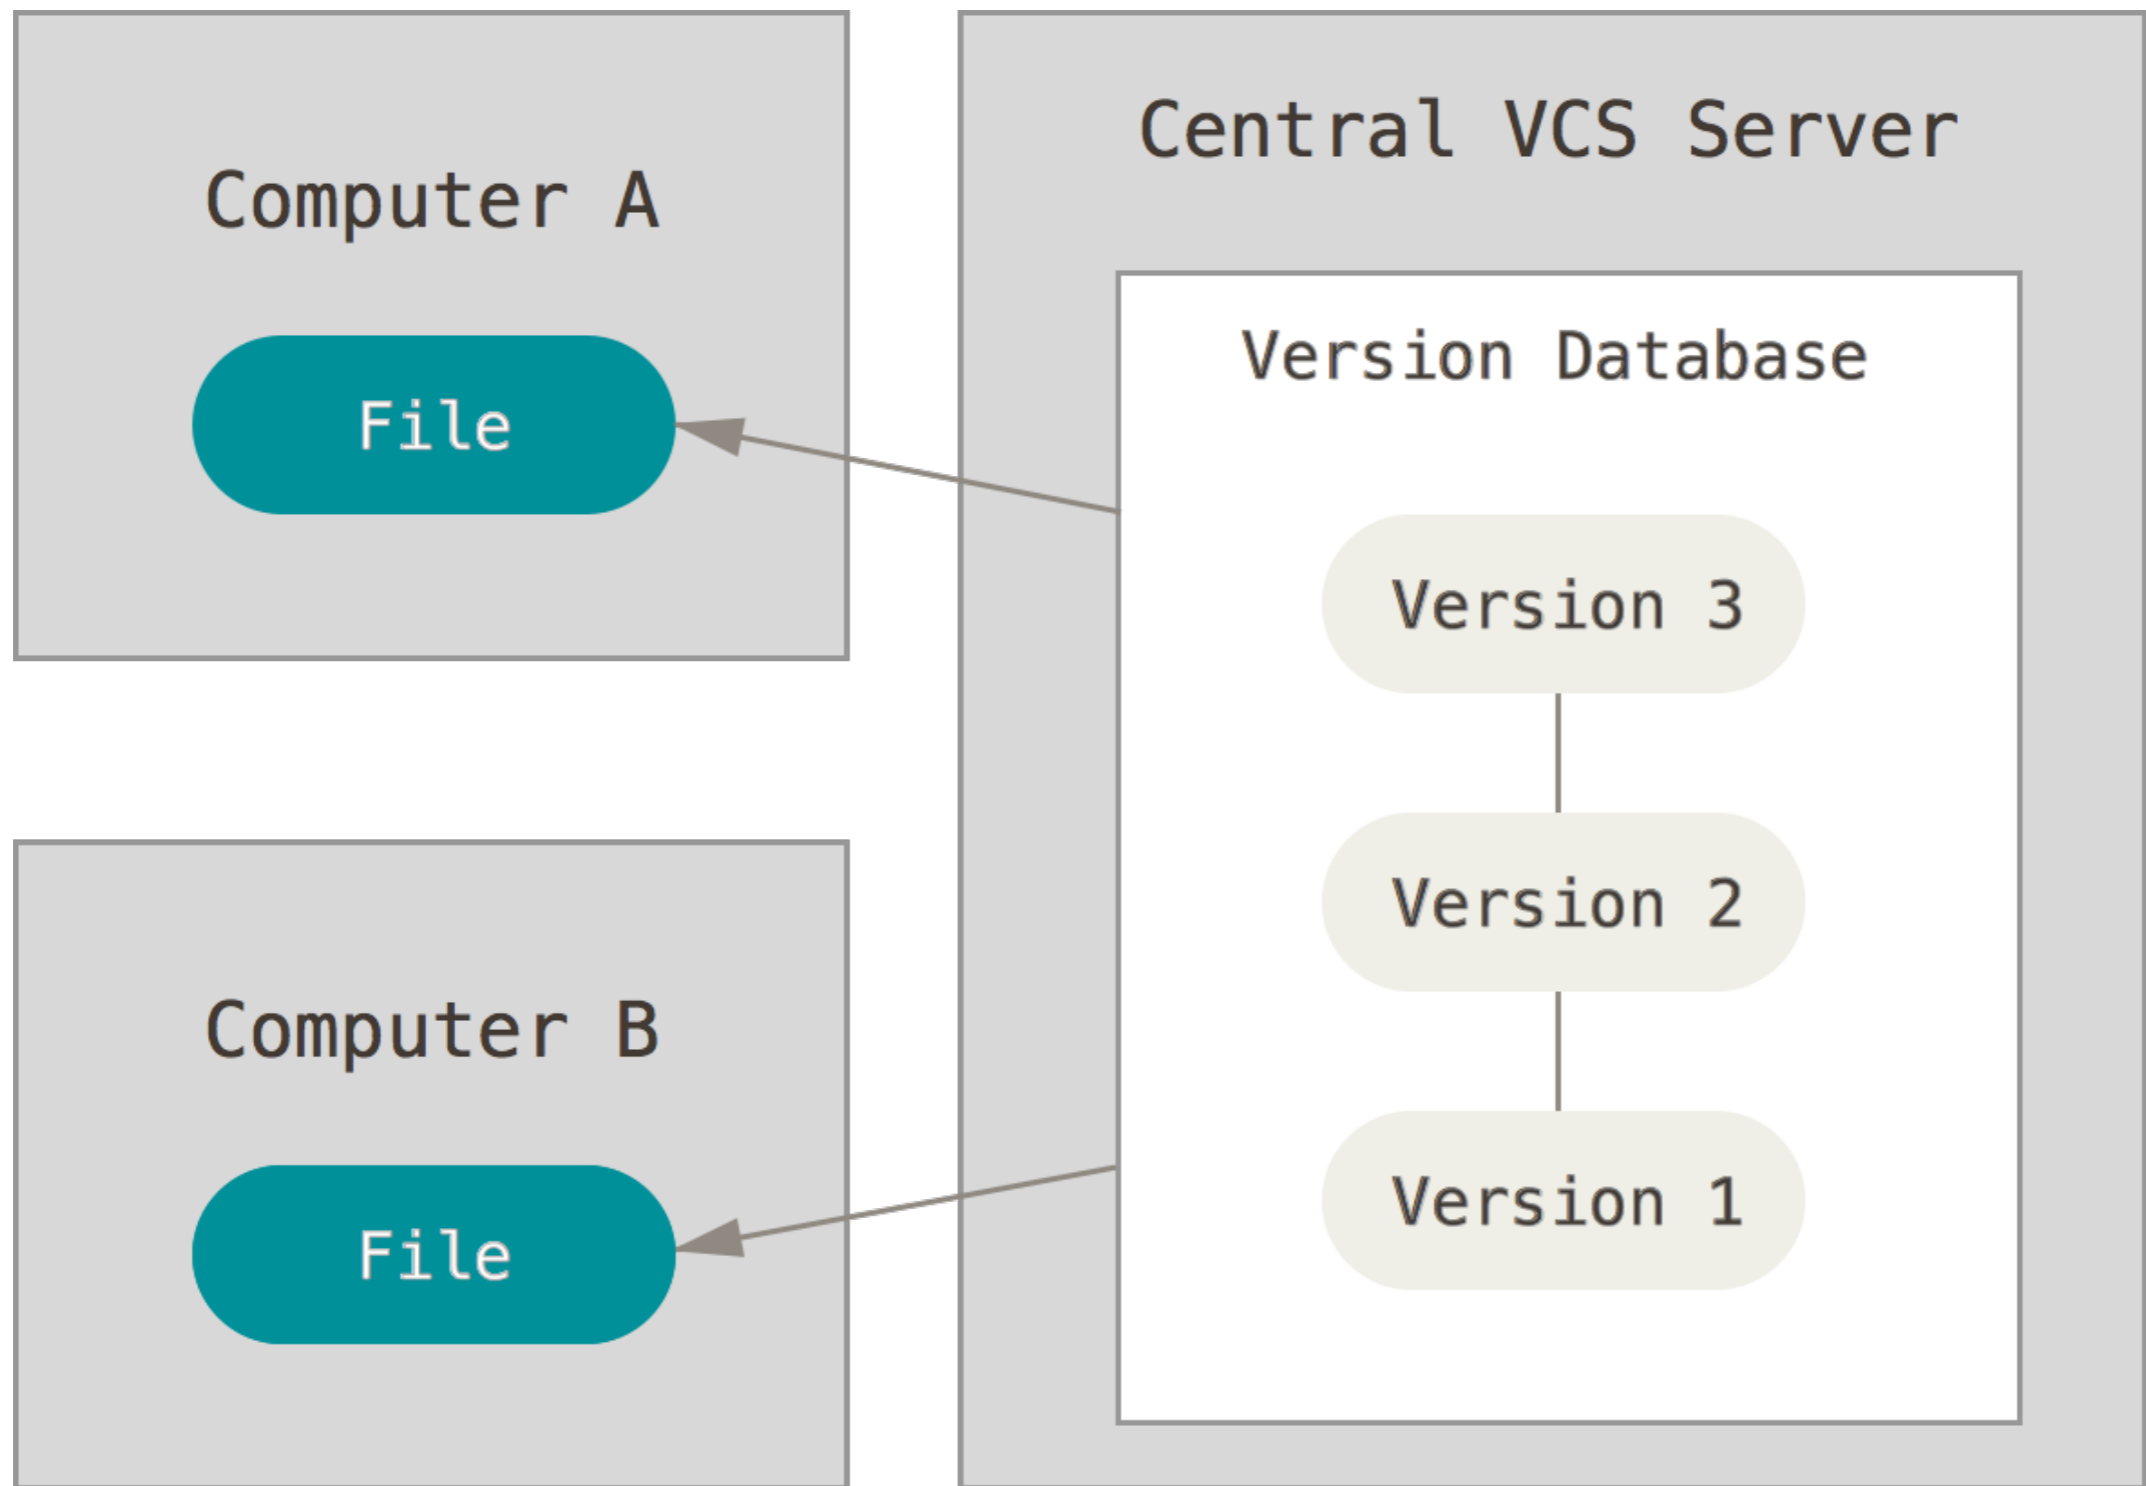 Computer A
File
Computer B
File
Central VCS Server
Version Database
Version 3
Version 2
Version 1